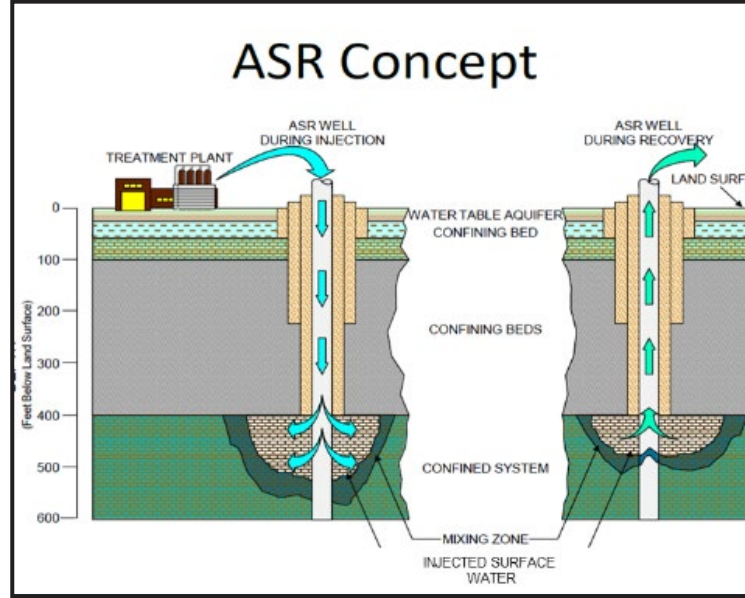 ASR Concept
ASR WELL
DURING INJECTION
ASR WELL
DURING RECOVERY
TREATMENT PLANT
LAND SURF
0
WATER TABLE AQUIFER
CONFINING BED
100
200
CONFINING BEDS
300
(Feet Below Land Surface)
400
500
CONFINED SYSTEM
600
MIXING ZONE
INJECTED SURFACE
WATER